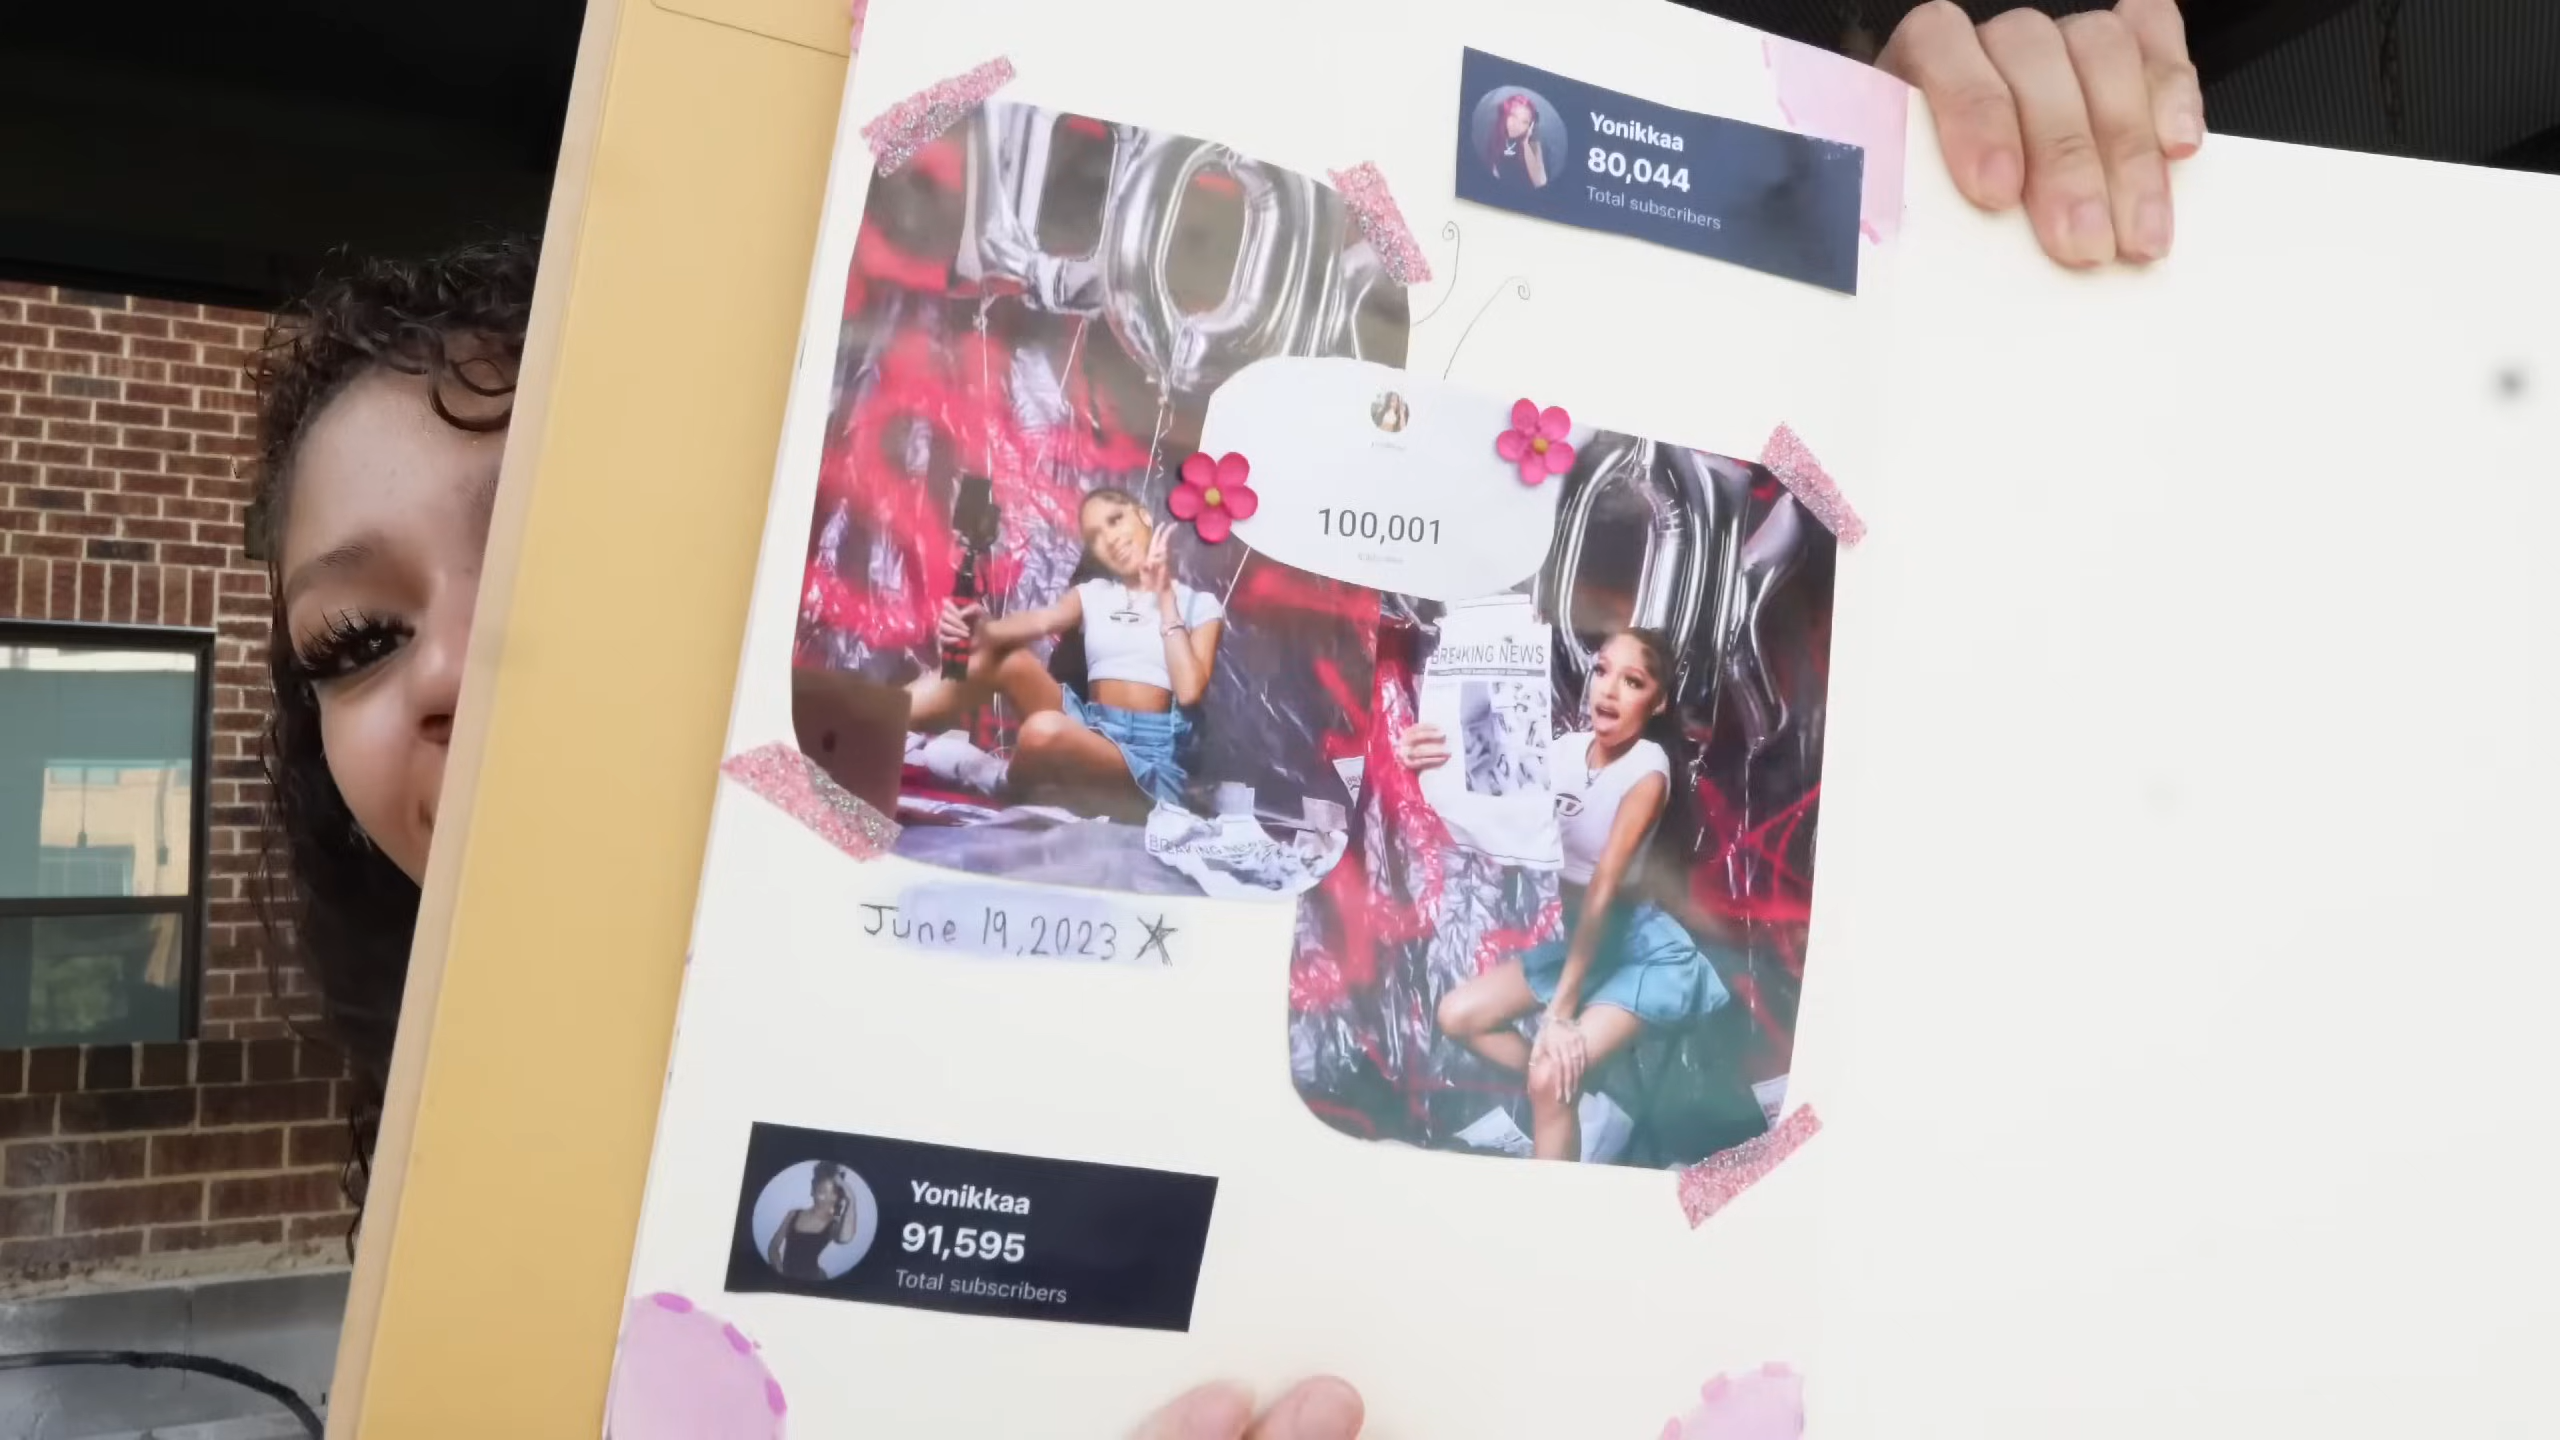 Yonikkaa
80,044
Total subscribers
100,001
BREAKING NEWS
June 19, 2023
Yonikkaa
91,595
Total subscribers